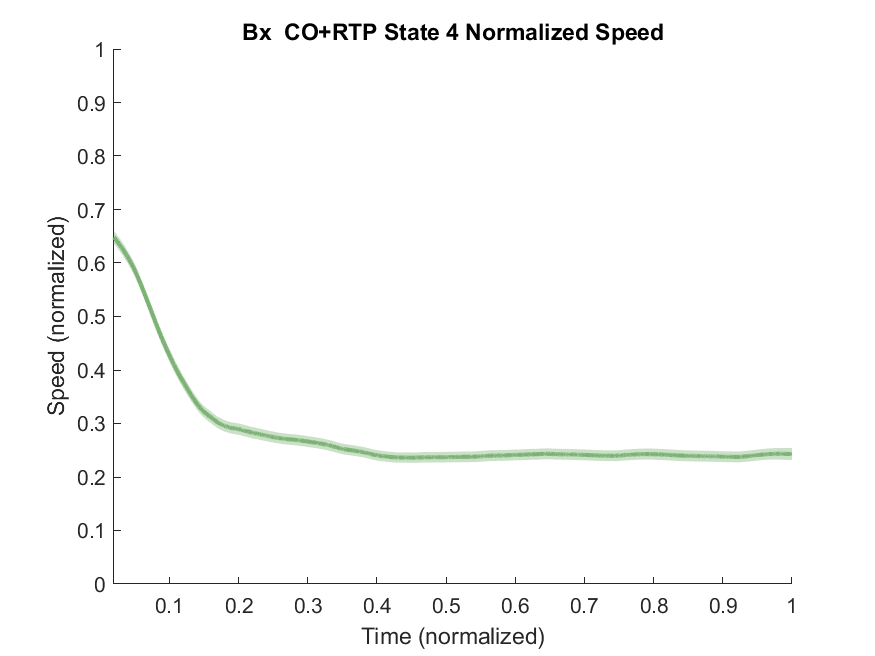 Bx  CO+RTP State 4 Normalized Speed
1
0.9
0.8
0.7
0.6
0.5
0.4
0.3
0.2
0.1
0
Speed (normalized)
0.1 0.2 0.3 0.4 0.5 0.6 0.7 0.8 0.9 1
Time (normalized)